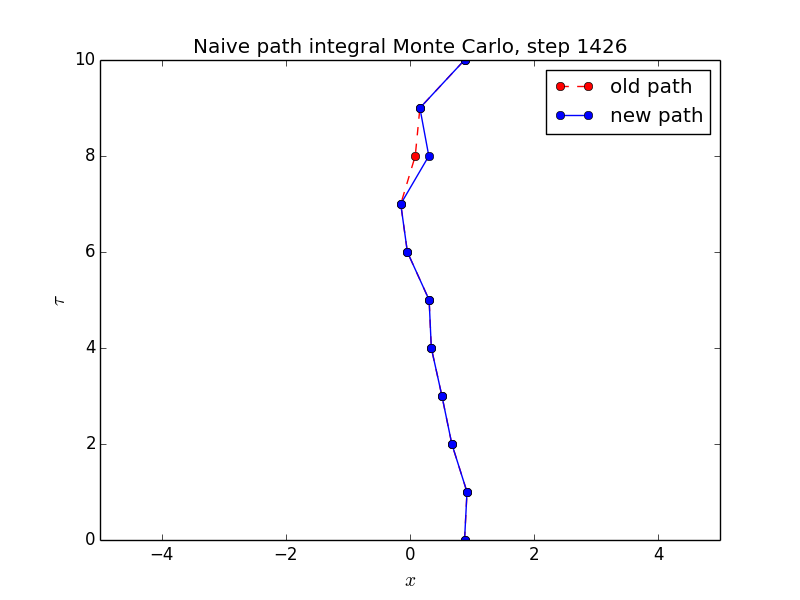 Naive path integral Monte Carlo, step 1426
old path
new path
10
8
6
4
2
0
τ
−4
−2
0
2
4
x